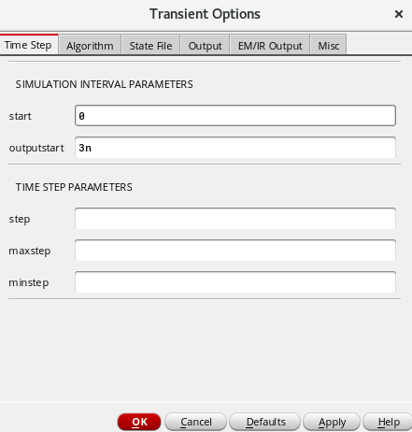 Transient Options ×
Time Step Algorithm State File Output EM/IR Output Misc
SIMULATION INTERVAL PARAMETERS
start 0
outputstart 3n
TIME STEP PARAMETERS
step
maxstep
minstep
OK Cancel Defaults Apply Help